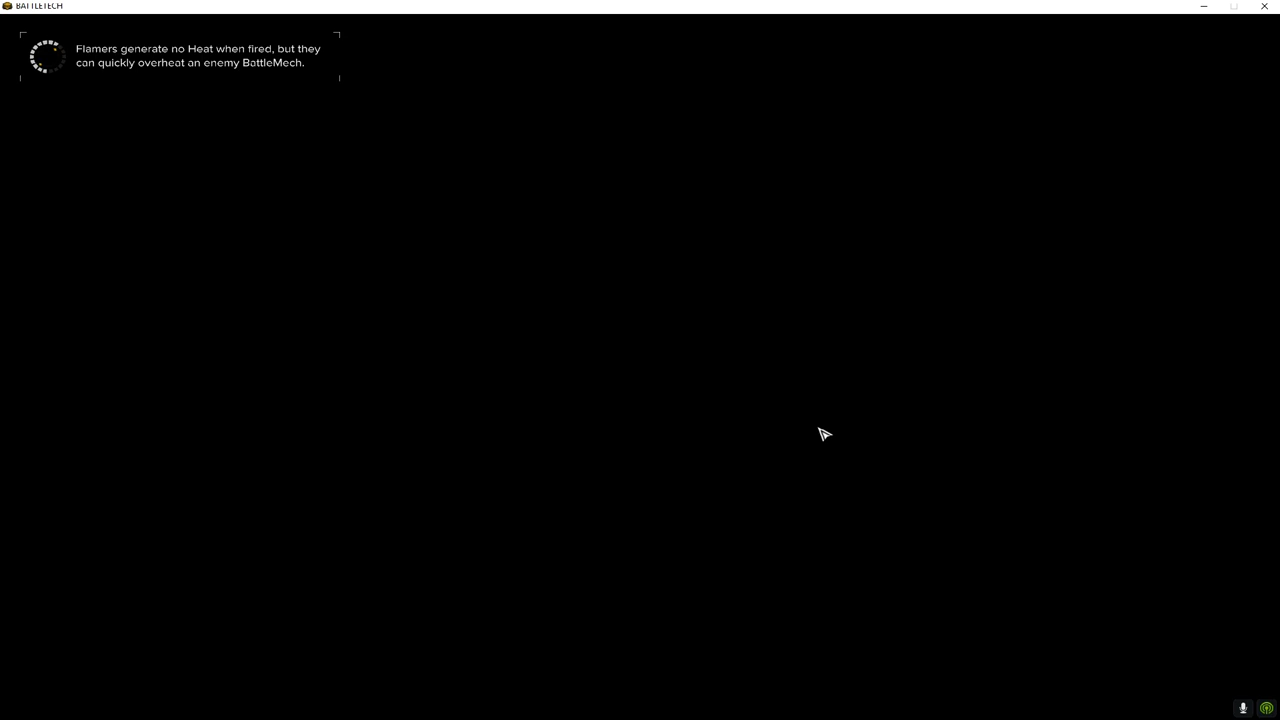 BATTLETECH
Flamers generate no Heat when fired, but they
can quickly overheat an enemy BattleMech.